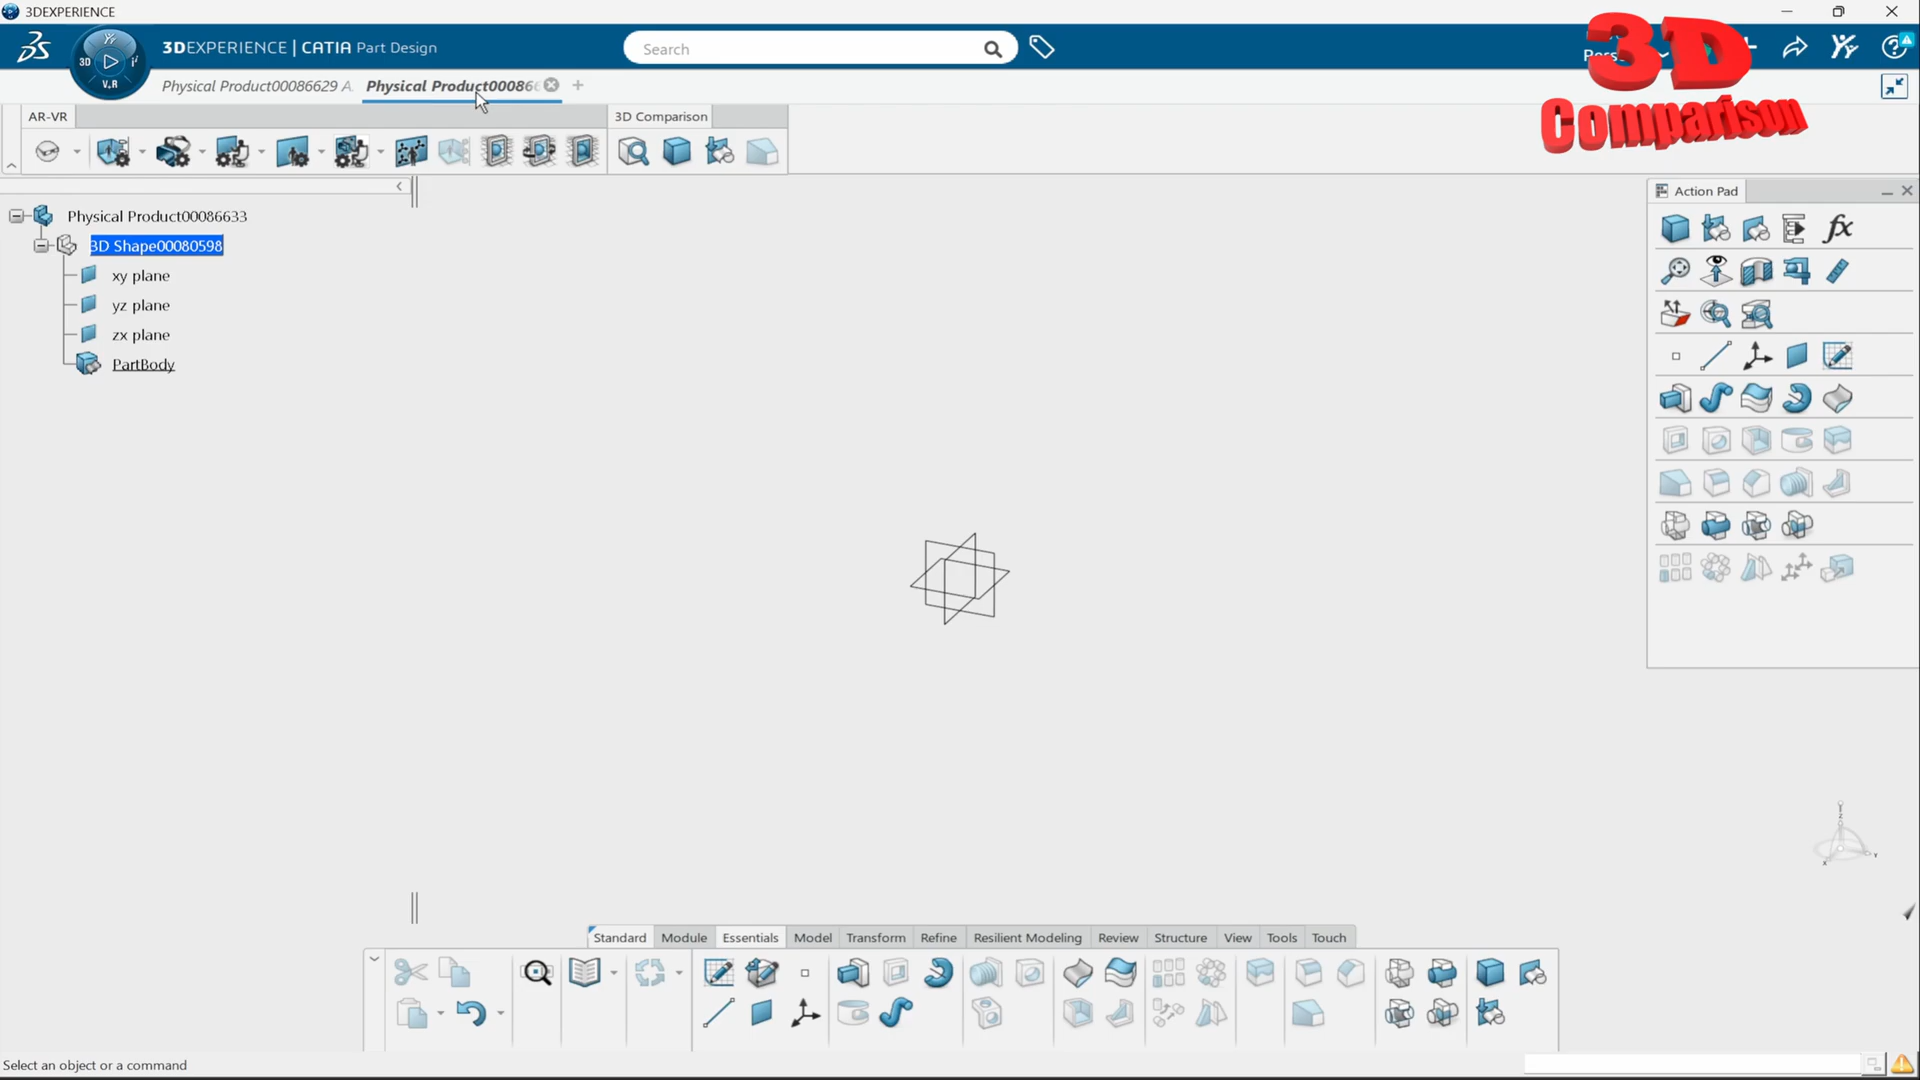 3DEXPERIENCE
3DEXPERIENCE | CATIA Part Design
Search
3D
Comparison
3D
V.R
Physical Product00086629 A
Physical Product00086
AR-VR
3D Comparison
Physical Product00086633
3D Shape00080598
xy plane
yz plane
zx plane
PartBody
Action Pad
fx
Standard
Module
Essentials
Model
Transform
Refine
Resilient Modeling
Review
Structure
View
Tools
Touch
Select an object or a command